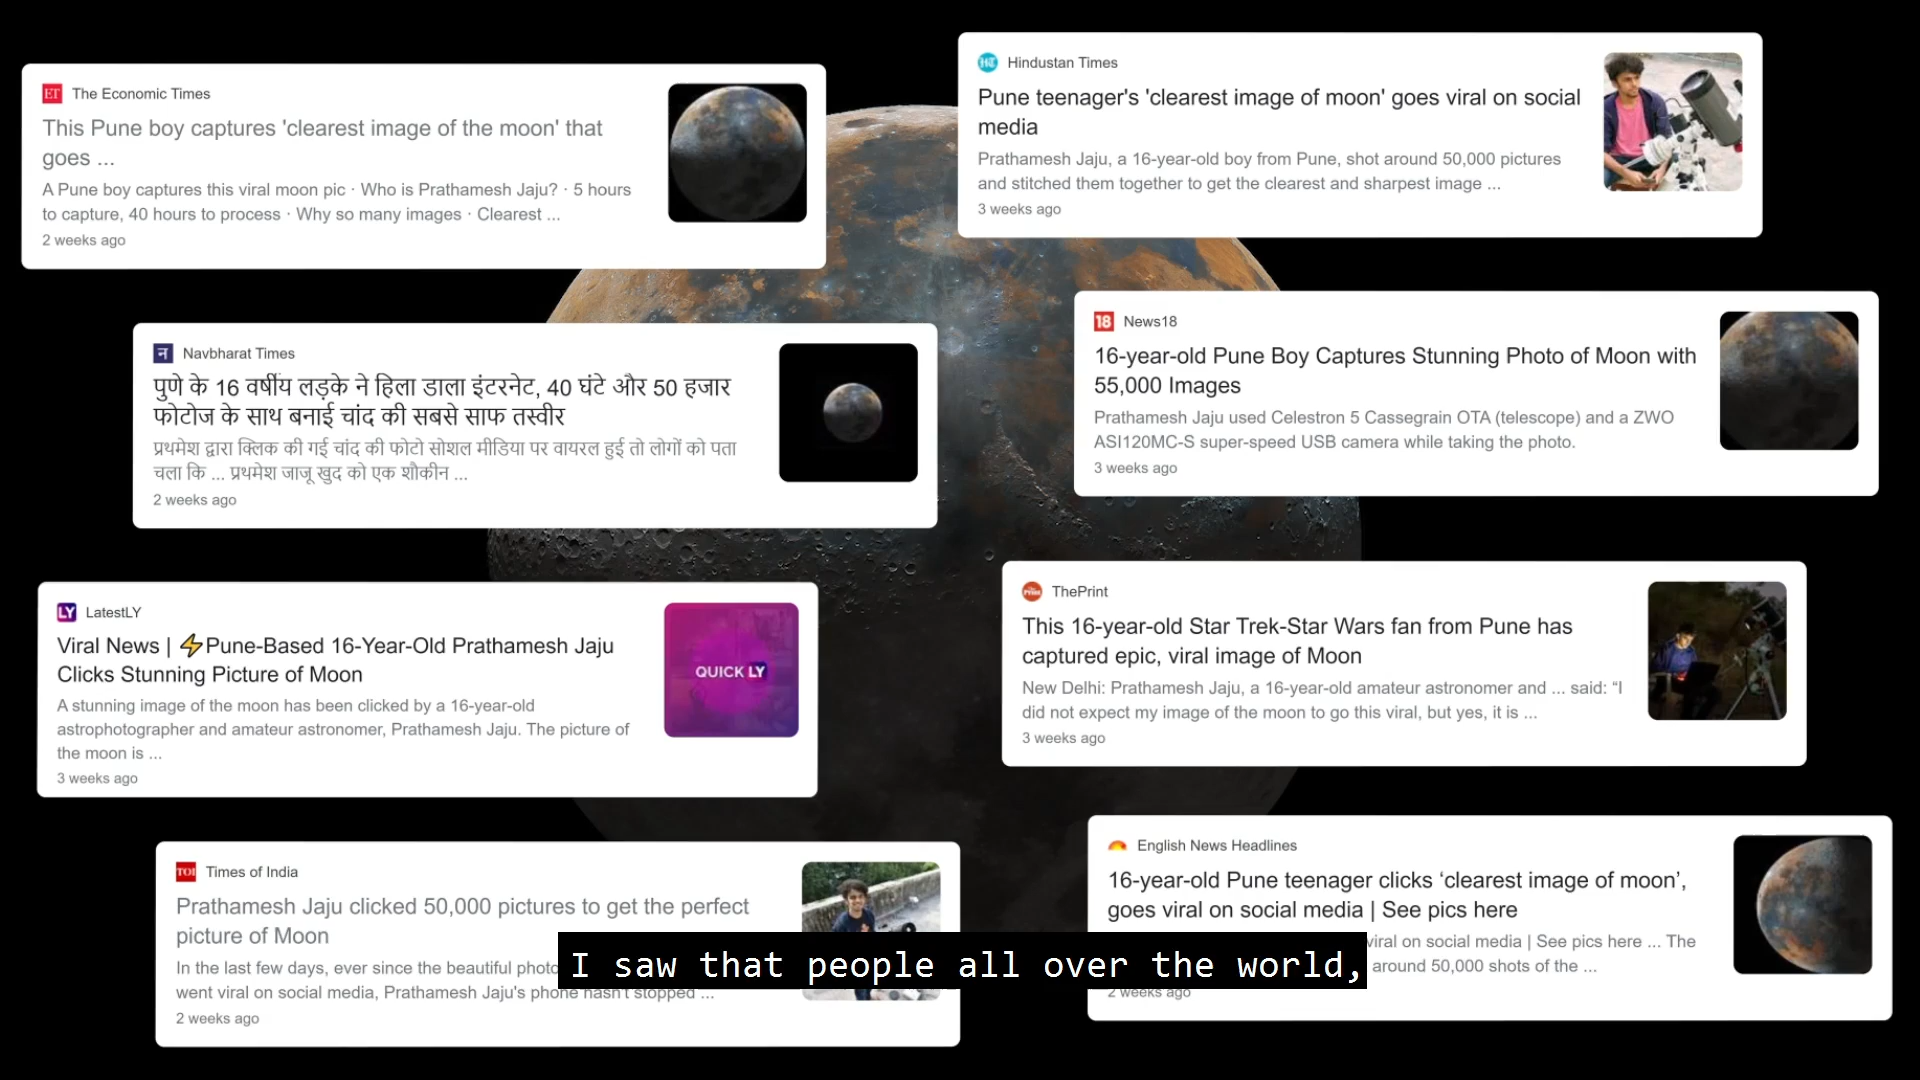 ET The Economic Times
This Pune boy captures 'clearest image of the moon' that
goes ...
A Pune boy captures this viral moon pic · Who is Prathamesh Jaju? · 5 hours
to capture, 40 hours to process · Why so many images · Clearest ...
2 weeks ago
HT Hindustan Times
Pune teenager's 'clearest image of moon' goes viral on social
media
Prathamesh Jaju, a 16-year-old boy from Pune, shot around 50,000 pictures
and stitched them together to get the clearest and sharpest image ...
3 weeks ago
न Navbharat Times
पुणे के 16 वर्षीय लड़के ने हिला डाला इंटरनेट, 40 घंटे और 50 हजार
फोटोज के साथ बनाई चांद की सबसे साफ तस्वीर
प्रथमेश द्वारा क्लिक की गई चांद की फोटो सोशल मीडिया पर वायरल हुई तो लोगों को पता
चला कि ... प्रथमेश जाजू खुद को एक शौकीन ...
2 weeks ago
18 News18
16-year-old Pune Boy Captures Stunning Photo of Moon with
55,000 Images
Prathamesh Jaju used Celestron 5 Cassegrain OTA (telescope) and a ZWO
ASI120MC-S super-speed USB camera while taking the photo.
3 weeks ago
LY LatestLY
Viral News | ⚡Pune-Based 16-Year-Old Prathamesh Jaju
Clicks Stunning Picture of Moon
A stunning image of the moon has been clicked by a 16-year-old
astrophotographer and amateur astronomer, Prathamesh Jaju. The picture of
the moon is ...
3 weeks ago
QUICK LY
ThePrint
This 16-year-old Star Trek-Star Wars fan from Pune has
captured epic, viral image of Moon
New Delhi: Prathamesh Jaju, a 16-year-old amateur astronomer and ... said: “I
did not expect my image of the moon to go this viral, but yes, it is ...
3 weeks ago
TOI Times of India
Prathamesh Jaju clicked 50,000 pictures to get the perfect
picture of Moon
In the last few days, ever since the beautiful
went viral on social media, Prathamesh Jaju's phone hasn't stopped ...
2 weeks ago
English News Headlines
16-year-old Pune teenager clicks ‘clearest image of moon’,
goes viral on social media | See pics here
viral on social media | See pics here ... The
around 50,000 shots of the ...
2 weeks ago
I saw that people all over the world,